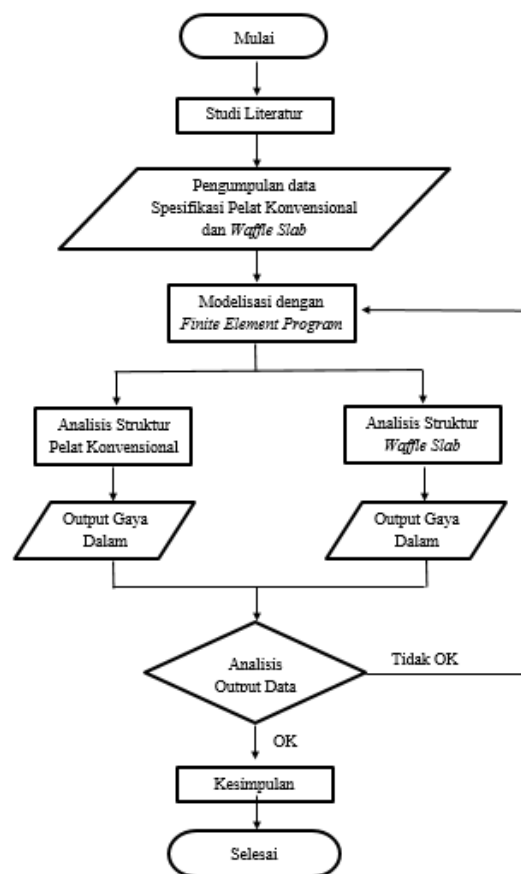 Mulai
Studi Literatur
Pengumpulan data
Spesifikasi Pelat Konvensional
dan Waffle Slab
Modelisasi dengan
Finite Element Program
Analisis Struktur
Pelat Konvensional
Analisis Struktur
Waffle Slab
Output Gaya
Dalam
Output Gaya
Dalam
Analisis
Output Data
Tidak OK
OK
Kesimpulan
Selesai